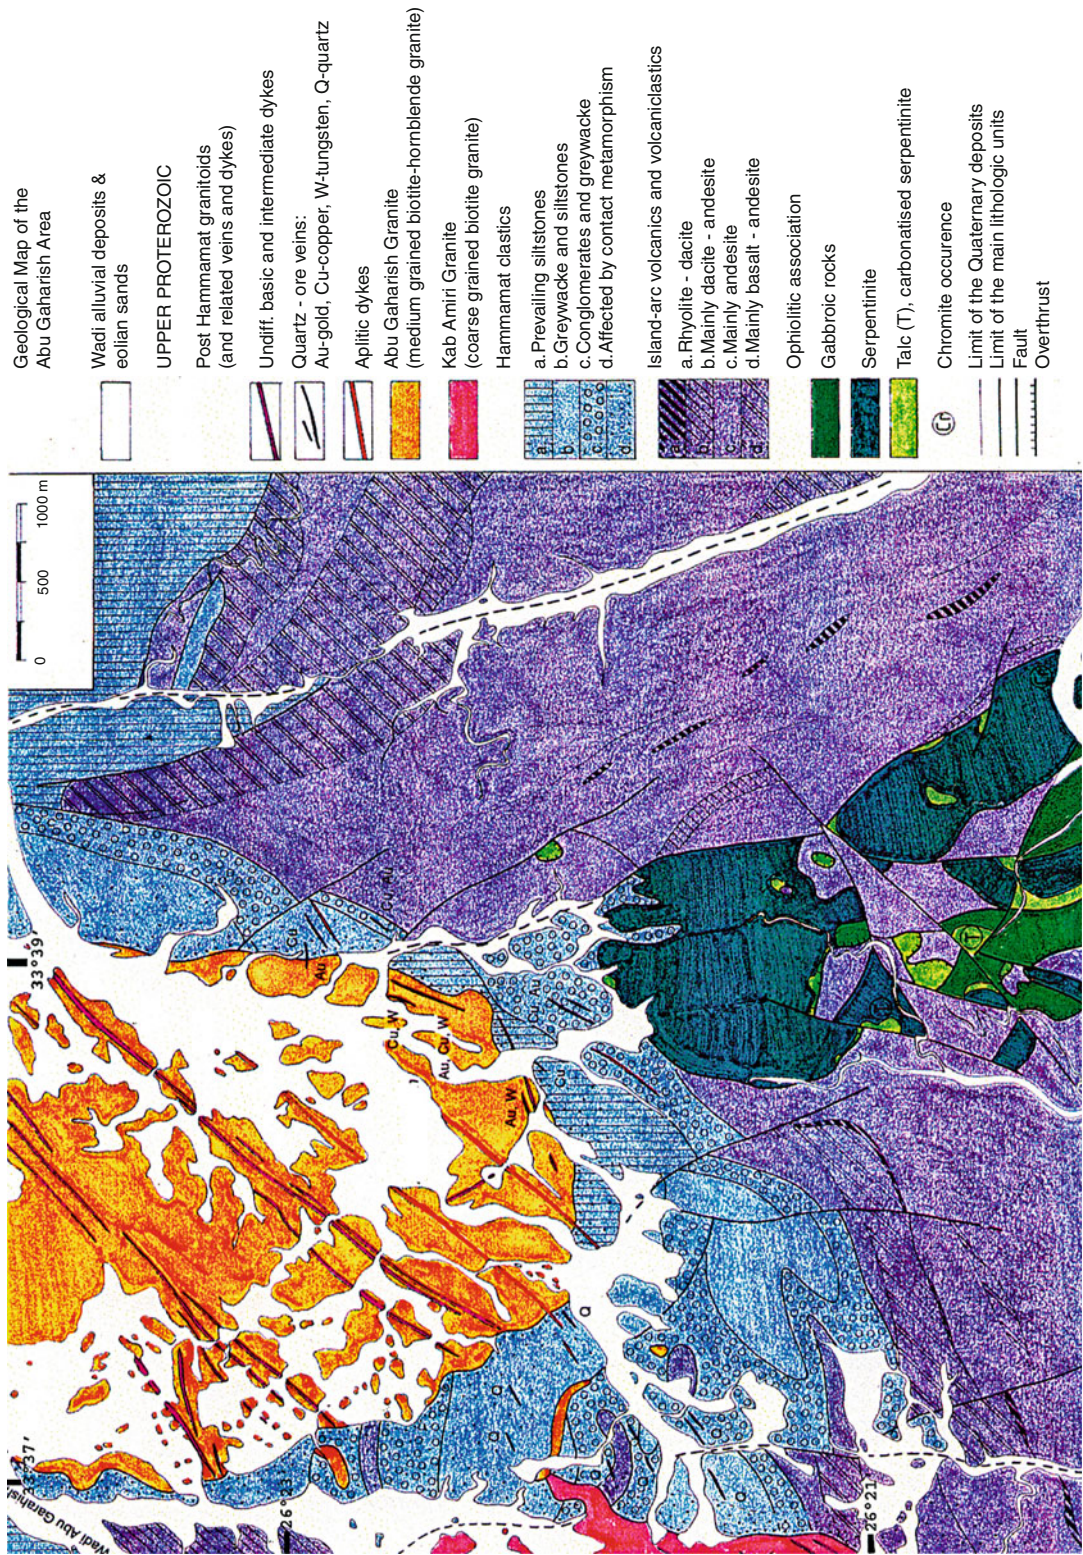 Geological Map of the
Abu Gaharish Area
Wadi alluvial deposits &
eolian sands
UPPER PROTEROZOIC
Post Hammamat granitoids
(and related veins and dykes)
Undiff. basic and intermediate dykes
Quartz - ore veins:
Au-gold, Cu-copper, W-tungsten, Q-quartz
Aplitic dykes
Abu Gaharish Granite
(medium grained biotite-hornblende granite)
Kab Amiri Granite
(coarse grained biotite granite)
Hammamat clastics
a. Prevailing siltstones
b. Greywacke and siltstones
c. Conglomerates and greywacke
d. Affected by contact metamorphism
a
b
c
d
Island-arc volcanics and volcaniclastics
a. Rhyolite - dacite
b. Mainly dacite - andesite
c. Mainly andesite
d. Mainly basalt - andesite
a
b
c
d
Ophiolitic association
Gabbroic rocks
Serpentinite
Talc (T), carbonatised serpentinite
Chromite occurence
Cr
Limit of the Quaternary deposits
Limit of the main lithologic units
Fault
Overthrust
0 500 1000 m
33°39'
33°37'
26°23
26°21
Wadi Abu Garahish
Cu
Au
Au
Cu, W
Au, Cu, W
Au, W
Cu
Cu, Au
T
Q
Q
Q
Q